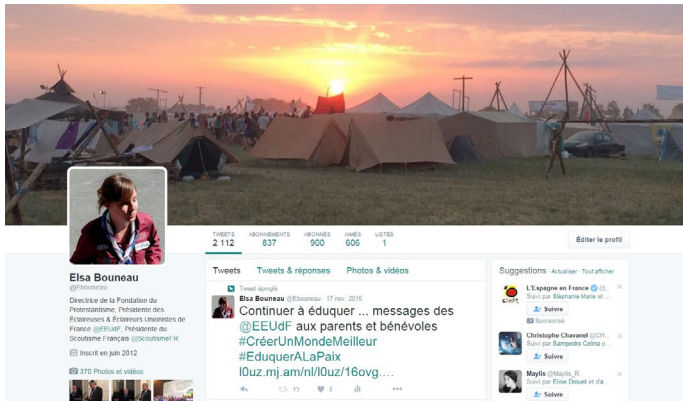 TWEETS ABONNEMENTS ABONNÉS AIMÉS LISTES
2 112 837 900 606 1
Éditer le profil
Elsa Bouneau
@Ebouneau
Directrice de la Fondation du
Protestantisme, Présidente des
Éclaireuses & Éclaireurs Unionistes de
France @EEUdF, Présidente du
Scoutisme Français @ScoutismeFR
Inscrit en juin 2012
370 Photos et vidéos
Tweets Tweets & réponses Photos & vidéos
Tweet épinglé
Elsa Bouneau @Ebouneau · 17 nov. 2015
Continuer à éduquer ... messages des
@EEUdF aux parents et bénévoles
#CréerUnMondeMeilleur
#EduquerALaPaix
l0uz.mj.am/nl/l0uz/16ovg....
13 3
Suggestions · Actualiser · Tout afficher
L'Espagne en France
Suivi par Stéphanie Marie et ...
Suivre
Sponsorisé
Christophe Chavanel @CH...
Suivi par Sampedro Celina o...
Suivre
Maylis @Maylis_R
Suivi par Elise Drouet et d'a...
Suivre